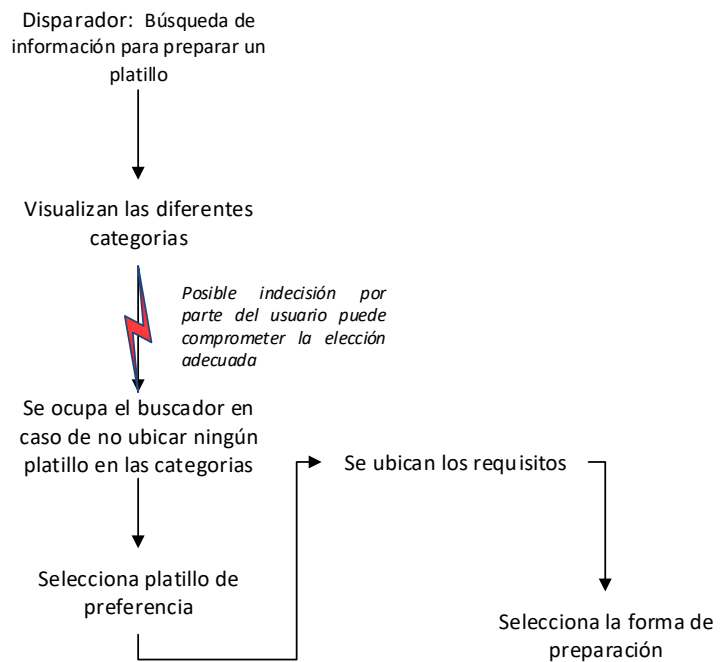 Disparador: Búsqueda de
información para preparar un
platillo
Visualizan las diferentes
categorias
Posible indecisión por
parte del usuario puede
comprometer la elección
adecuada
Se ocupa el buscador en
caso de no ubicar ningún
platillo en las categorias
Se ubican los requisitos
Selecciona platillo de
preferencia
Selecciona la forma de
preparación